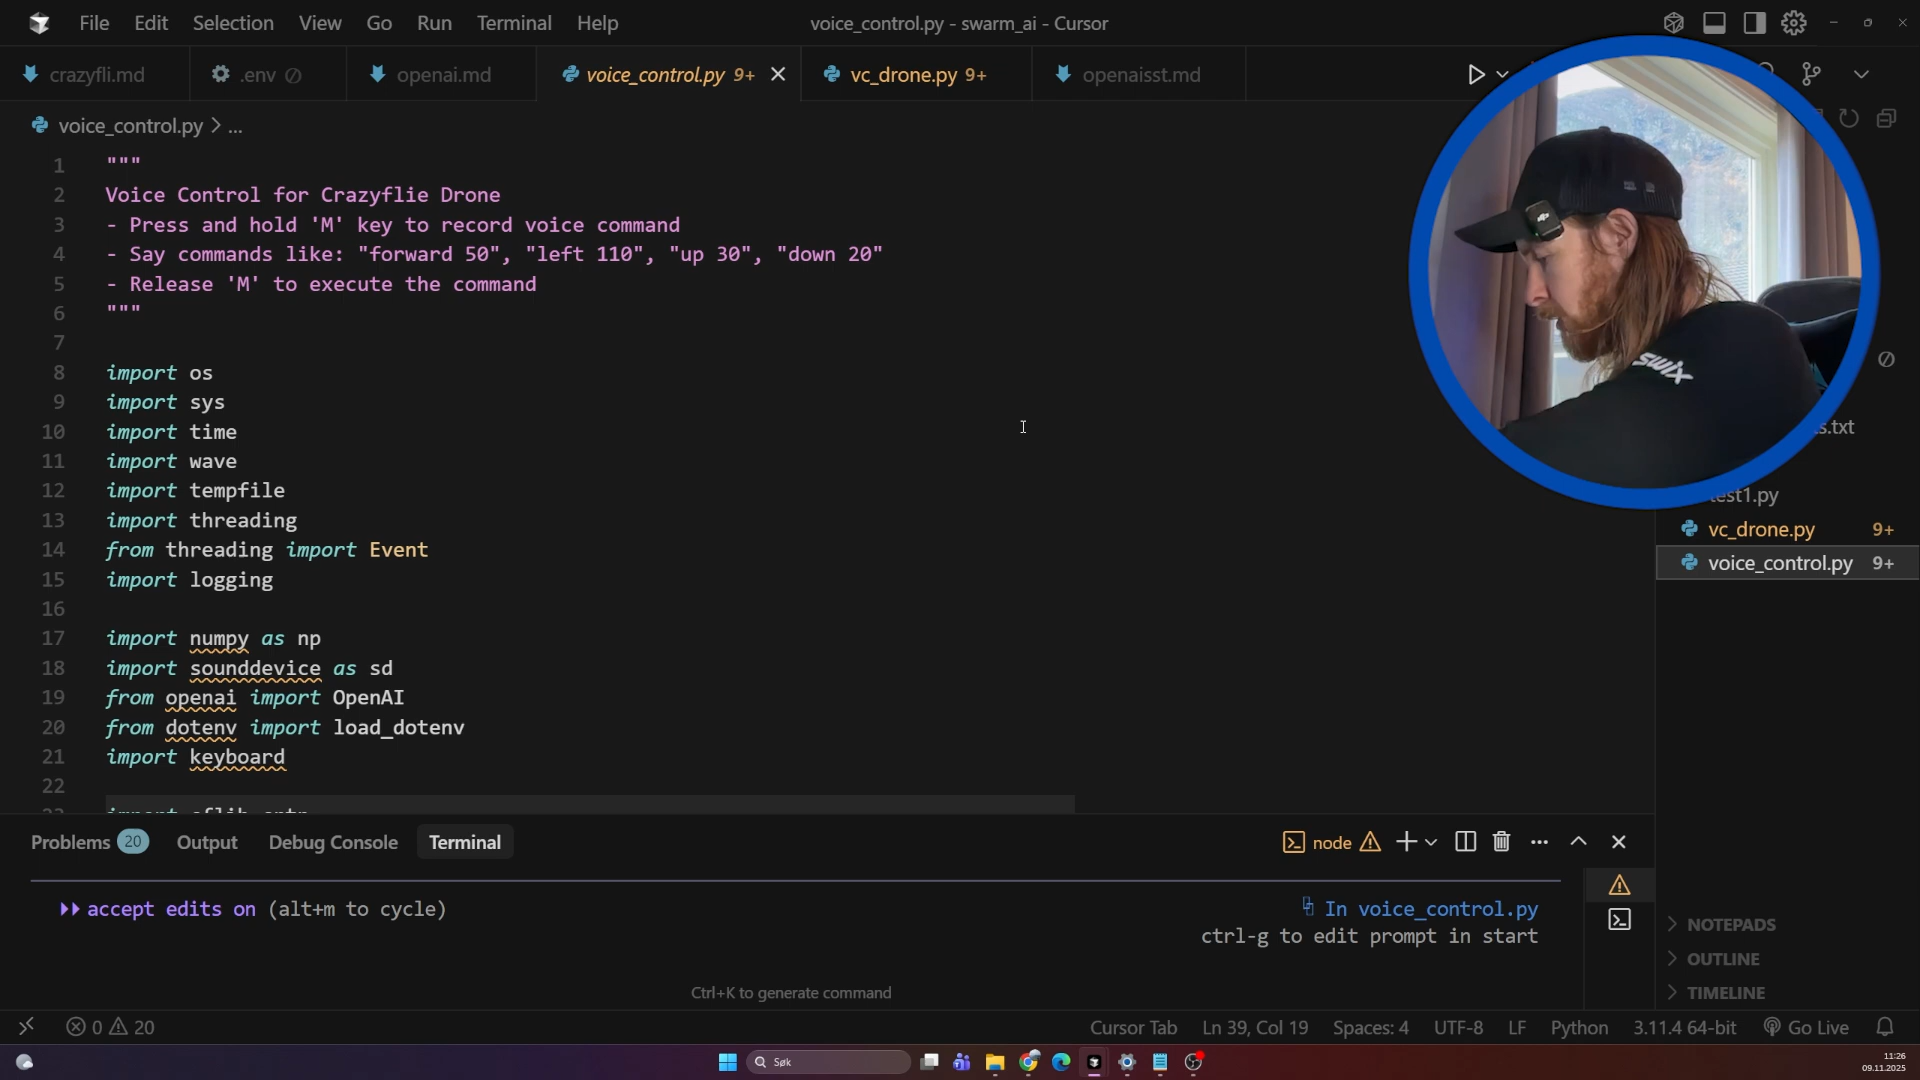 File Edit Selection View Go Run Terminal Help
voice_control.py - swarm_ai - Cursor
crazyfli.md
.env
openai.md
voice_control.py 9+
vc_drone.py 9+
openaisst.md
voice_control.py > ...
1 """
2 Voice Control for Crazyflie Drone
3 - Press and hold 'M' key to record voice command
4 - Say commands like: "forward 50", "left 110", "up 30", "down 20"
5 - Release 'M' to execute the command
6 """
7
8 import os
9 import sys
10 import time
11 import wave
12 import tempfile
13 import threading
14 from threading import Event
15 import logging
16
17 import numpy as np
18 import sounddevice as sd
19 from openai import OpenAI
20 from dotenv import load_dotenv
21 import keyboard
22
swix
s.txt
test1.py
vc_drone.py 9+
voice_control.py 9+
NOTEPADS
OUTLINE
TIMELINE
Problems 20 Output Debug Console Terminal
node
accept edits on (alt+m to cycle)
In voice_control.py
ctrl-g to edit prompt in start
Ctrl+K to generate command
0 20
Cursor Tab Ln 39, Col 19 Spaces: 4 UTF-8 LF Python 3.11.4 64-bit Go Live
Søk
11:26
09.11.2025